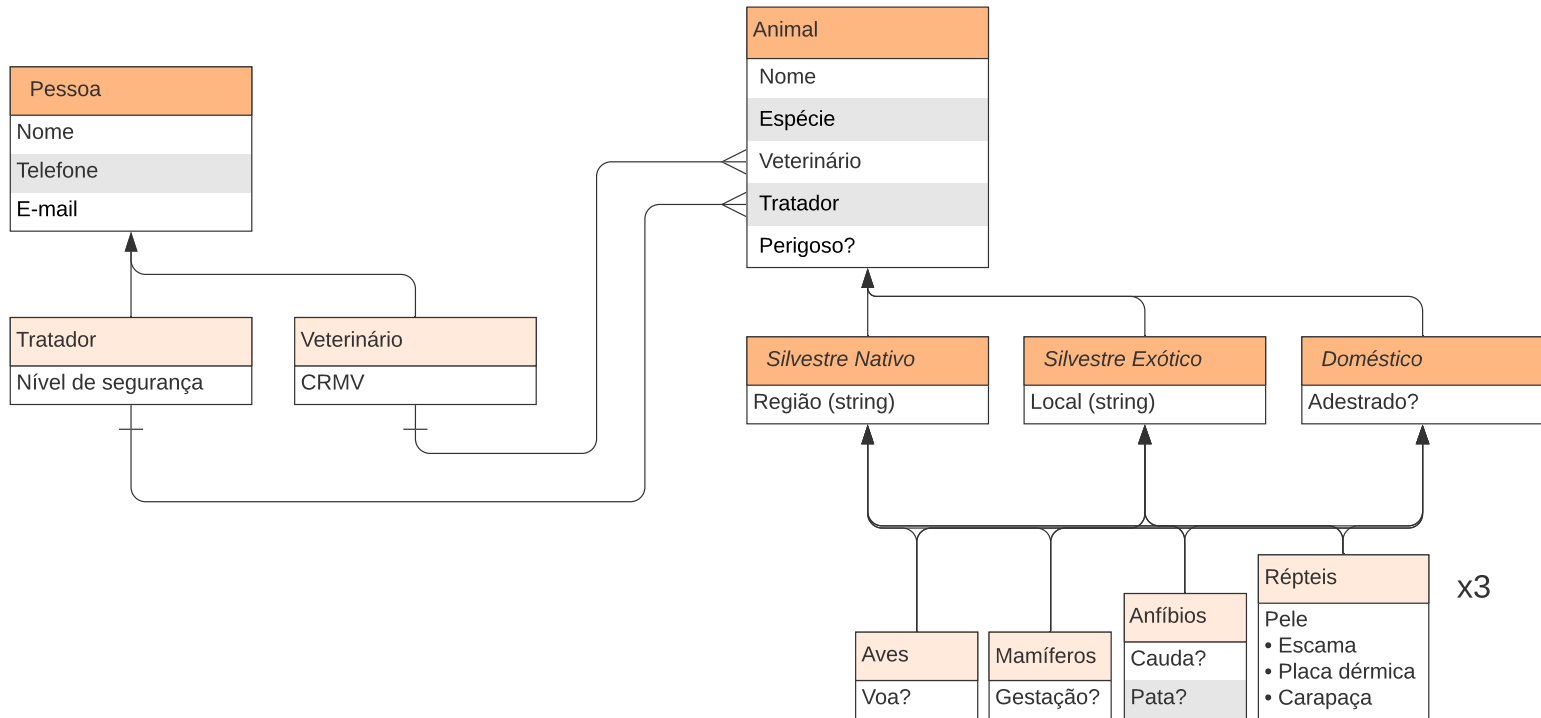 Pessoa
Nome
Telefone
E-mail
Tratador
Nível de segurança
Veterinário
CRMV
Animal
Nome
Espécie
Veterinário
Tratador
Perigoso?
Silvestre Nativo
Região (string)
Silvestre Exótico
Local (string)
Doméstico
Adestrado?
Aves
Voa?
Mamíferos
Gestação?
Anfíbios
Cauda?
Pata?
Répteis
Pele
• Escama
• Placa dérmica
• Carapaça
x3